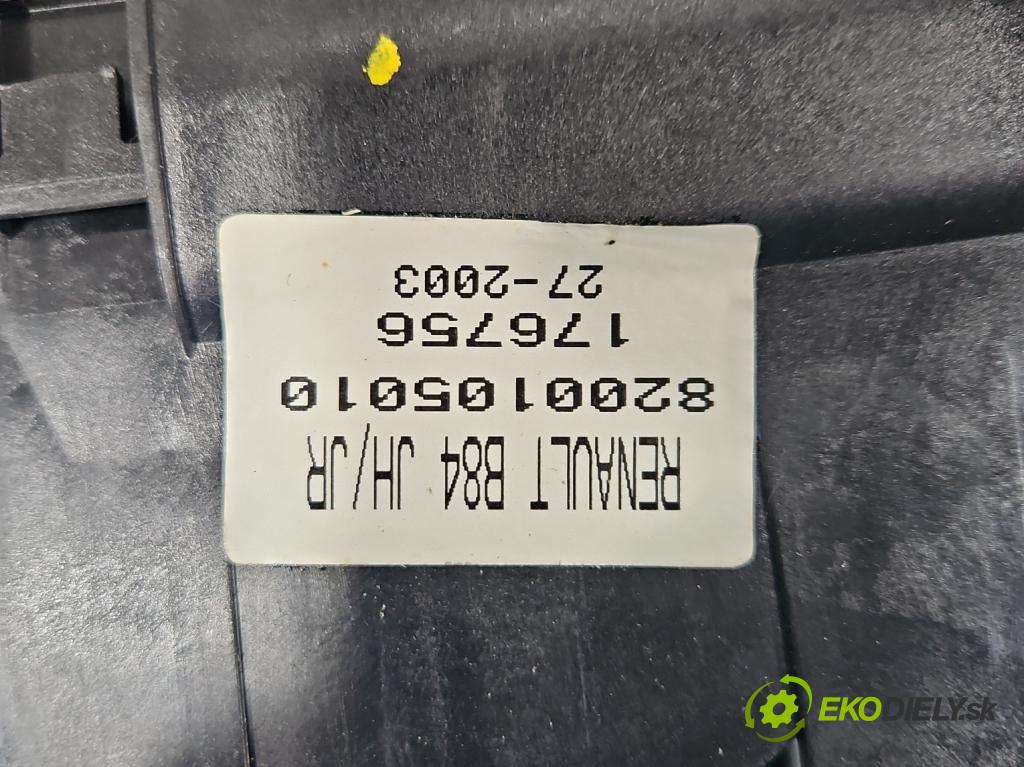 RENAULT B84 JH/JR
8200105010
176756
27-2003
EKODIELY.sk